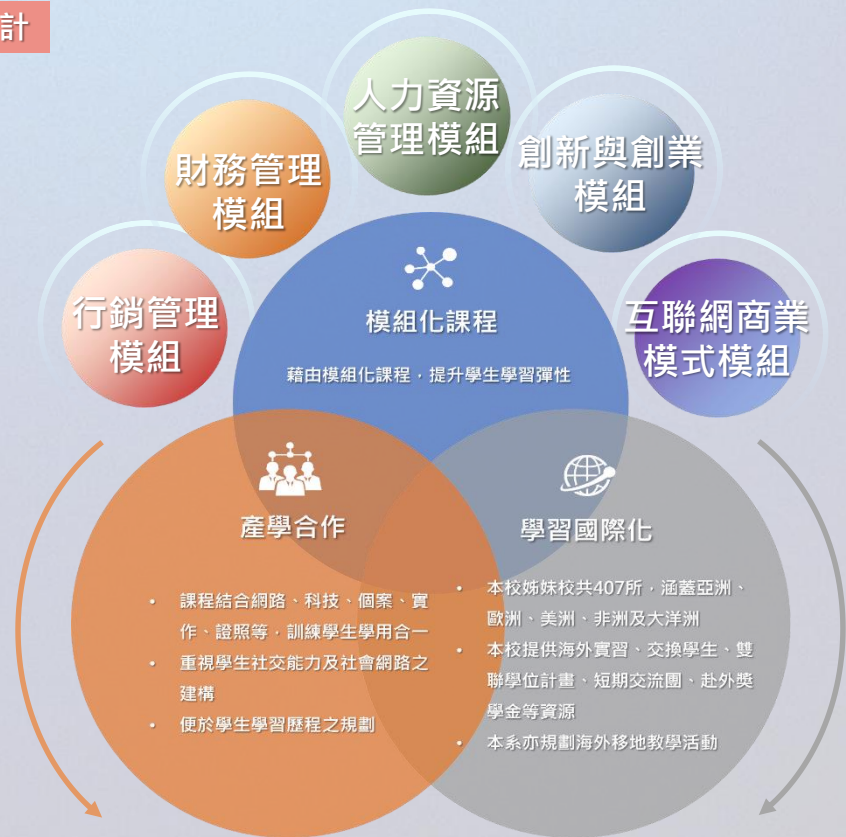 計
人力資源
管理模組
財務管理
模組
創新與創業
模組
行銷管理
模組
互聯網商業
模式模組
模組化課程
藉由模組化課程，提升學生學習彈性
產學合作
• 課程結合網路、科技、個案、實
作、證照等，訓練學生學用合一
• 重視學生社交能力及社會網路之
建構
• 便於學生學習歷程之規劃
學習國際化
• 本校姊妹校共407所，涵蓋亞洲、
歐洲、美洲、非洲及大洋洲
• 本校提供海外實習、交換學生、雙
聯學位計畫、短期交流團、赴外獎
學金等資源
• 本系亦規劃海外移地教學活動